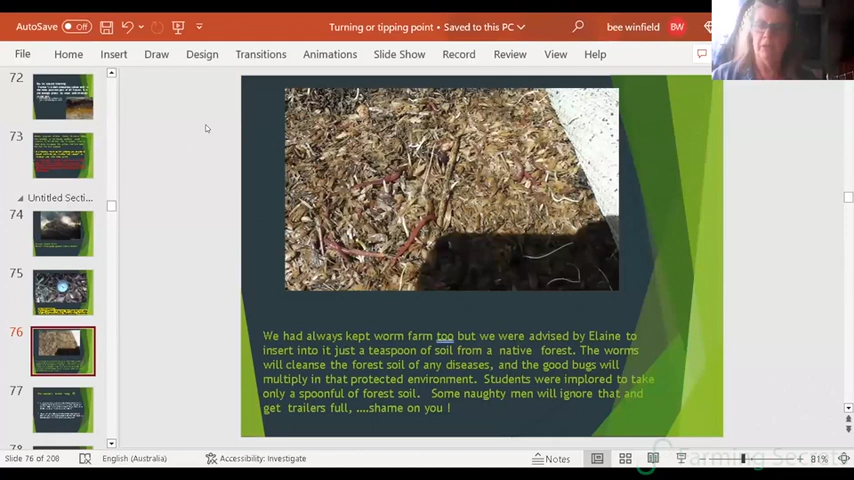 AutoSave
Off
Turning or tipping point • Saved to this PC
bee winfield
BW
File
Home
Insert
Draw
Design
Transitions
Animations
Slide Show
Record
Review
View
Help
72
73
Untitled Secti...
74
75
76
77
78
We had always kept worm farm too but we were advised by Elaine to
insert into it just a teaspoon of soil from a native forest. The worms
will cleanse the forest soil of any diseases, and the good bugs will
multiply in that protected environment. Students were implored to take
only a spoonful of forest soil. Some naughty men will ignore that and
get trailers full, ....shame on you !
Slide 76 of 208
English (Australia)
Accessibility: Investigate
Notes
81%